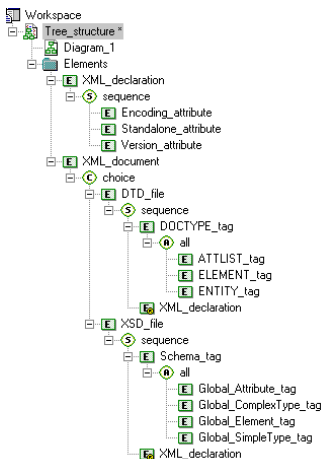 Workspace
Tree_structure *
Diagram_1
Elements
E XML_declaration
S sequence
E Encoding_attribute
E Standalone_attribute
E Version_attribute
E XML_document
C choice
E DTD_file
S sequence
E DOCTYPE_tag
A all
E ATTLIST_tag
E ELEMENT_tag
E ENTITY_tag
E XML_declaration
E XSD_file
S sequence
E Schema_tag
A all
E Global_Attribute_tag
E Global_ComplexType_tag
E Global_Element_tag
E Global_SimpleType_tag
E XML_declaration